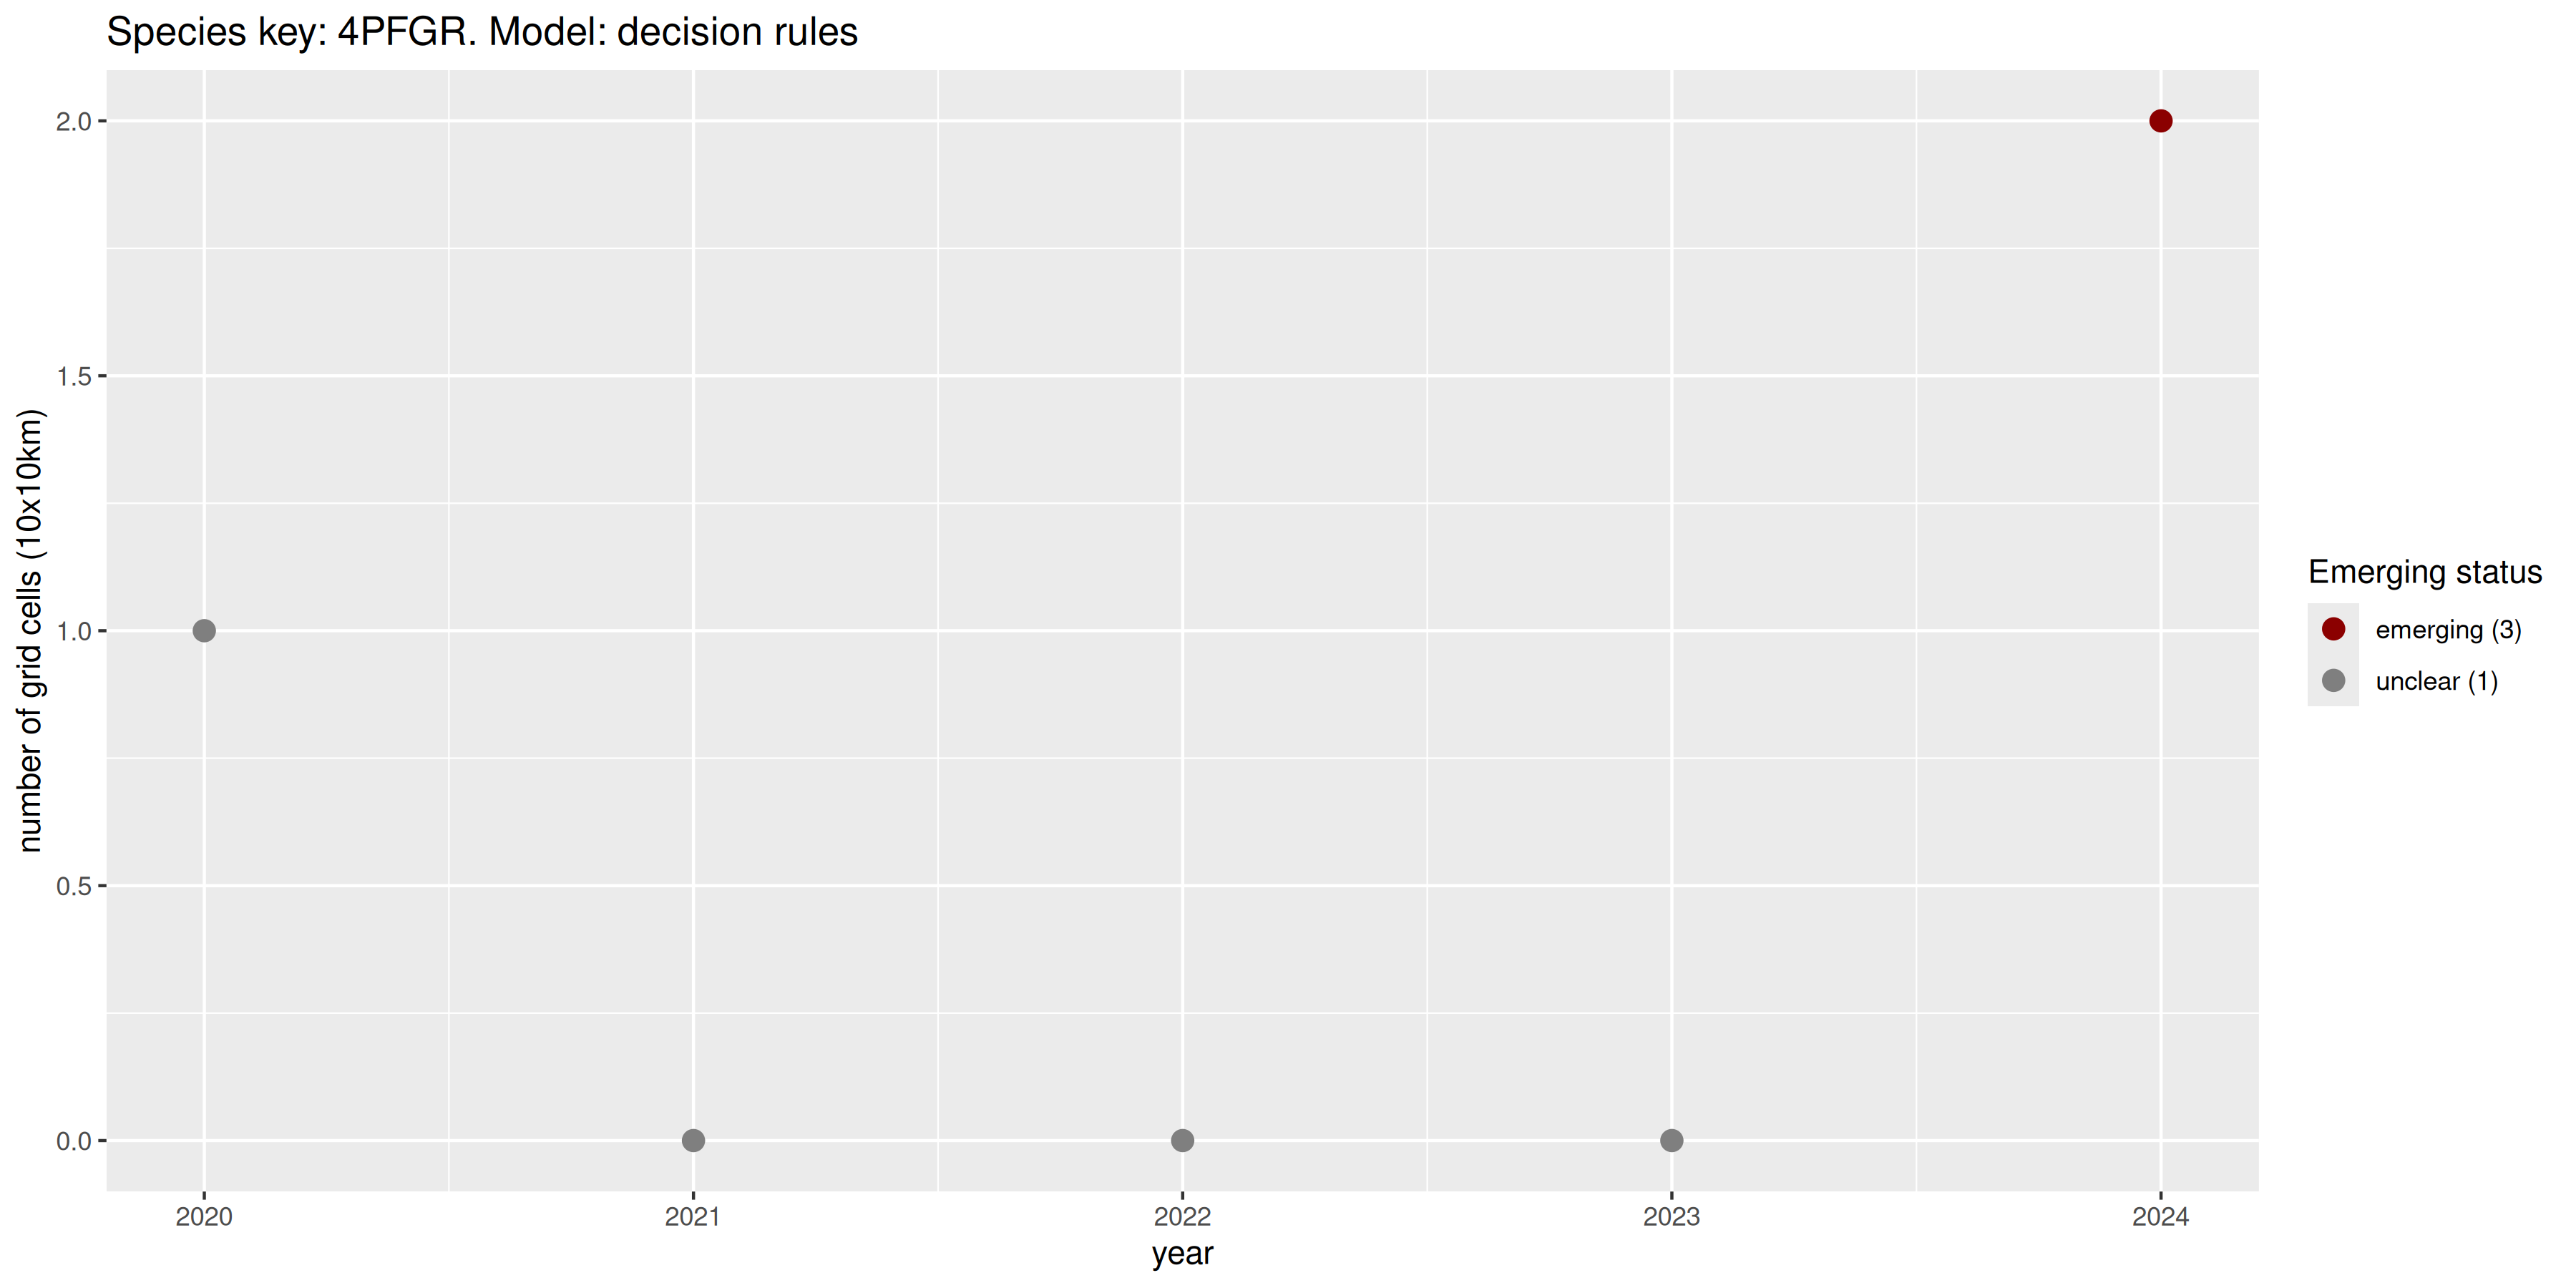 Species key: 4PFGR. Model: decision rules
number of grid cells (10x10km)
2.0
1.5
1.0
0.5
0.0
2020 2021 2022 2023 2024
year
Emerging status
emerging (3)
unclear (1)